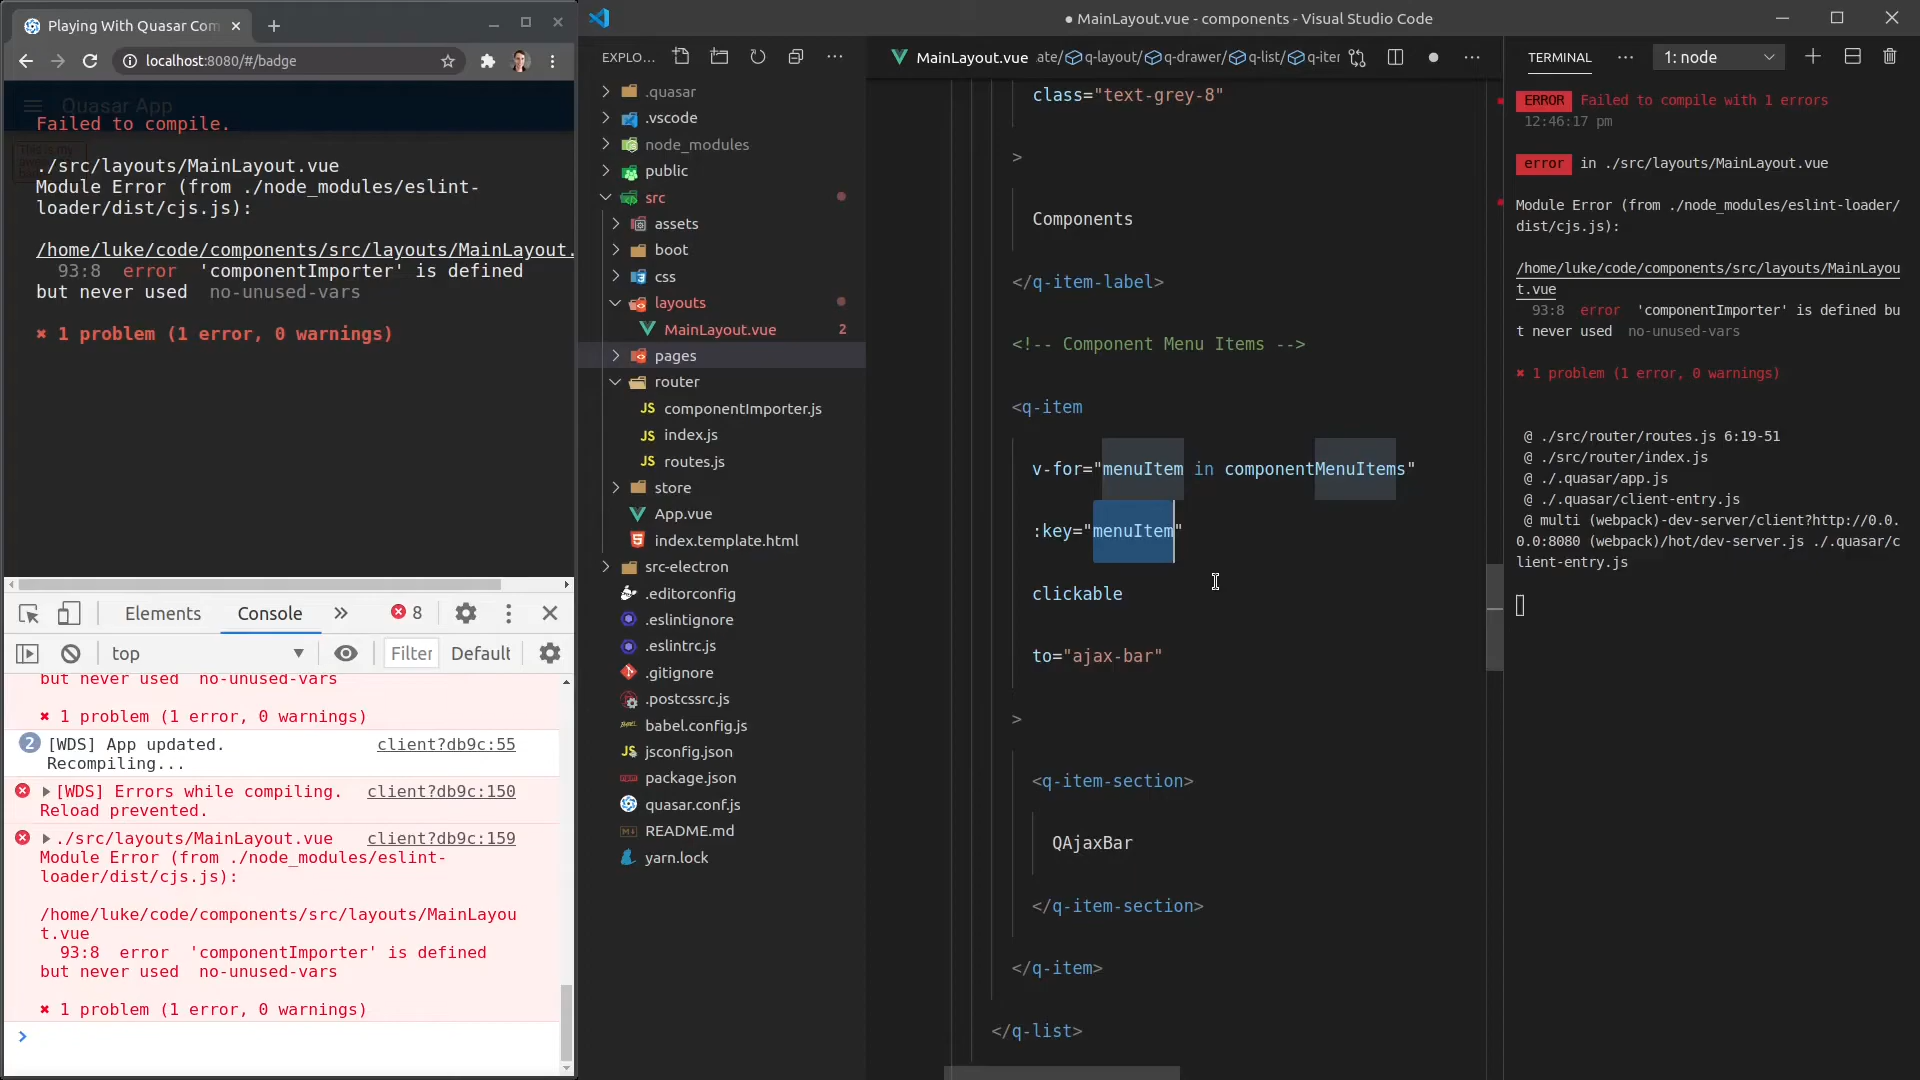 Playing With Quasar Com
localhost:8080/#/badge
Quasar App
Failed to compile.
./src/layouts/MainLayout.vue
Module Error (from ./node_modules/eslint-
loader/dist/cjs.js):
/home/luke/code/components/src/layouts/MainLayout.
93:8 error 'componentImporter' is defined
but never used no-unused-vars
✖ 1 problem (1 error, 0 warnings)
Elements
Console
8
top
Filter
Default
but never used no-unused-vars
✖ 1 problem (1 error, 0 warnings)
2
[WDS] App updated.
client?db9c:55
Recompiling...
[WDS] Errors while compiling.
client?db9c:150
Reload prevented.
./src/layouts/MainLayout.vue
client?db9c:159
Module Error (from ./node_modules/eslint-
loader/dist/cjs.js):
/home/luke/code/components/src/layouts/MainLayou
t.vue
93:8 error 'componentImporter' is defined
but never used no-unused-vars
✖ 1 problem (1 error, 0 warnings)
● MainLayout.vue - components - Visual Studio Code
EXPLO...
.quasar
.vscode
node_modules
public
src
assets
boot
css
layouts
MainLayout.vue 2
pages
router
JS componentImporter.js
JS index.js
JS routes.js
store
App.vue
index.template.html
src-electron
.editorconfig
.eslintignore
.eslintrc.js
.gitignore
.postcssrc.js
babel.config.js
JS jsconfig.json
package.json
quasar.conf.js
README.md
yarn.lock
MainLayout.vue
ate/ q-layout/ q-drawer/ q-list/ q-iter
class="text-grey-8"
>
Components
</q-item-label>
<!-- Component Menu Items -->
<q-item
v-for="menuItem in componentMenuItems"
:key="menuItem"
clickable
to="ajax-bar"
>
<q-item-section>
QAjaxBar
</q-item-section>
</q-item>
</q-list>
TERMINAL
1: node
ERROR Failed to compile with 1 errors
12:46:17 pm
error in ./src/layouts/MainLayout.vue
Module Error (from ./node_modules/eslint-loader/
dist/cjs.js):
/home/luke/code/components/src/layouts/MainLayou
t.vue
93:8 error 'componentImporter' is defined bu
t never used no-unused-vars
✖ 1 problem (1 error, 0 warnings)
@ ./src/router/routes.js 6:19-51
@ ./src/router/index.js
@ ./.quasar/app.js
@ ./.quasar/client-entry.js
@ multi (webpack)-dev-server/client?http://0.0.
0.0:8080 (webpack)/hot/dev-server.js ./.quasar/c
lient-entry.js